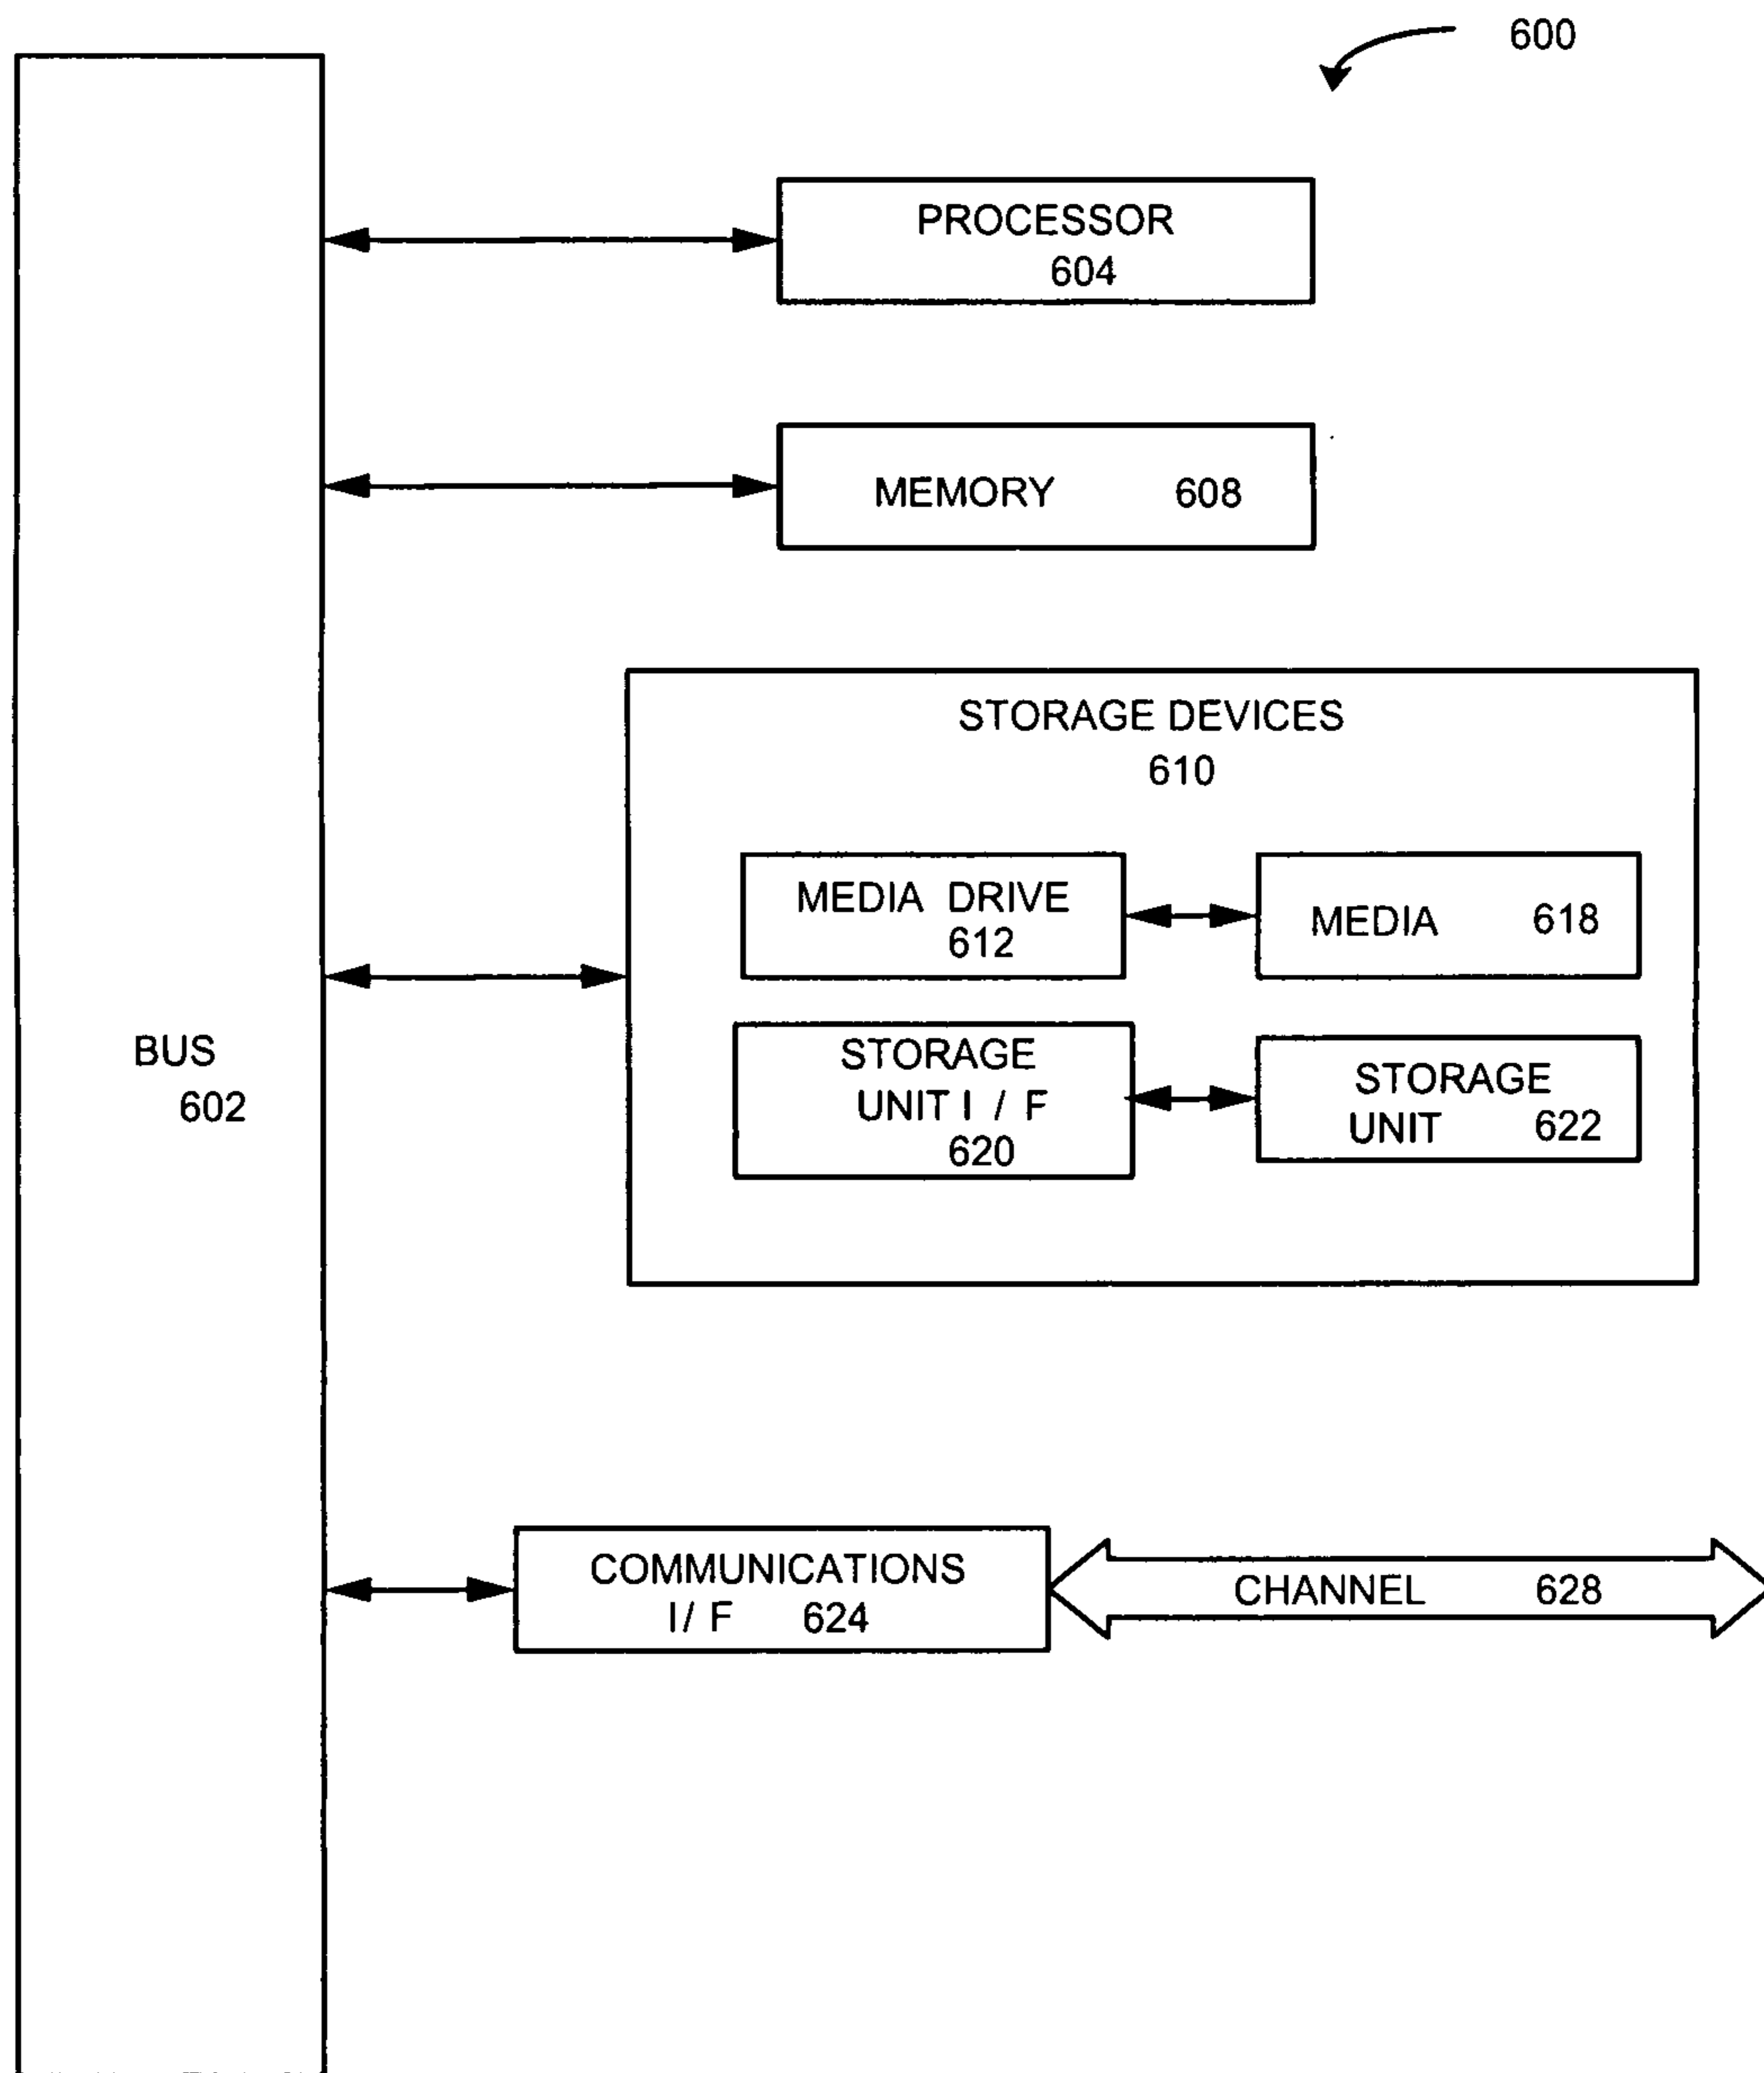 600
PROCESSOR
604
MEMORY 608
STORAGE DEVICES
610
MEDIA DRIVE
612
MEDIA 618
STORAGE
UNIT I / F
620
STORAGE
UNIT 622
BUS
602
COMMUNICATIONS
I/ F 624
CHANNEL 628